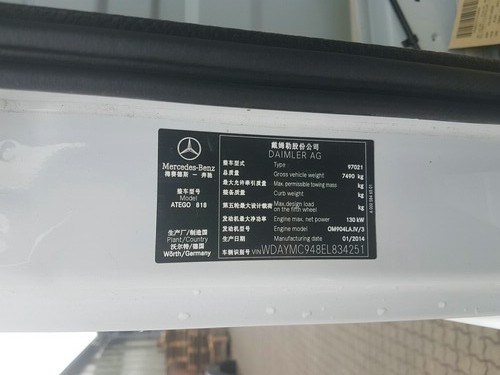 Mercedes-Benz
梅赛德斯 — 奔驰
整车型号
Model
ATEGO 818
生产厂/制造国
Plant/Country
沃尔特/德国
Wörth/Germany
戴姆勒股份公司
DAIMLER AG
整车型式 Type 97021
Gross vehicle weight 7490 kg
最大允许牵引质量 Max. permissible towing mass kg
整备质量 Curb weight kg
第五轮最大设计载荷 Max.design load on the fifth wheel kg
发动机最大净功率 Engine max. net power 130 kW
发动机型号 Engine model OM904LA.IV/3
生产日期 Manufacturing date 01/2014
车辆识别号 VIN WDAYMC948EL834251